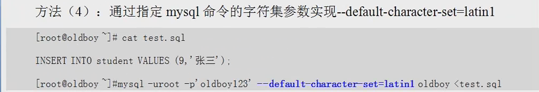 方法（4）：通过指定 mysql 命令的字符集参数实现--default-character-set=latin1
[root@oldboy ~]# cat test.sql
INSERT INTO student VALUES (9,'张三');
[root@oldboy ~]#mysql -uroot -p'oldboy123' --default-character-set=latin1 oldboy <test.sql